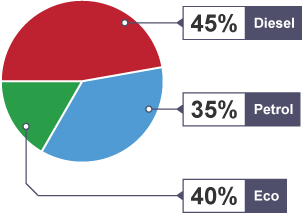 45% Diesel
35% Petrol
40% Eco